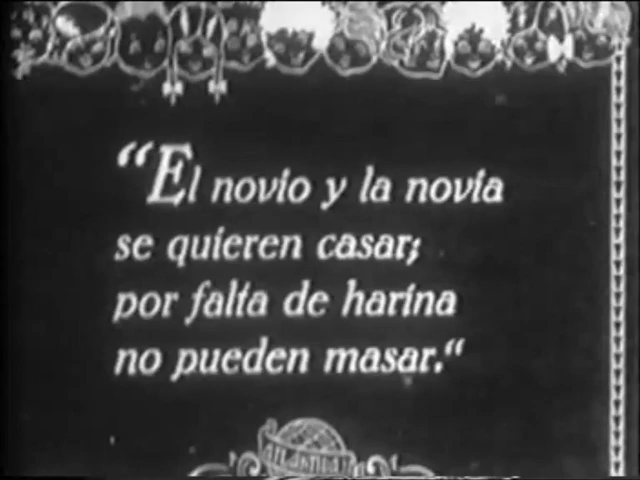 “El novio y la novia
se quieren casar;
por falta de harina
no pueden masar.“